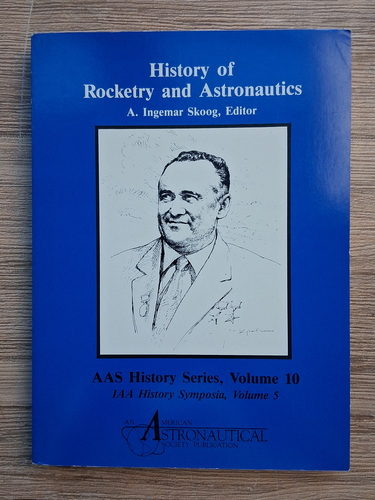 History of
Rocketry and Astronautics
A. Ingemar Skoog, Editor
AAS History Series, Volume 10
IAA History Symposia, Volume 5
AN AMERICAN
ASTRONAUTICAL
SOCIETY PUBLICATION